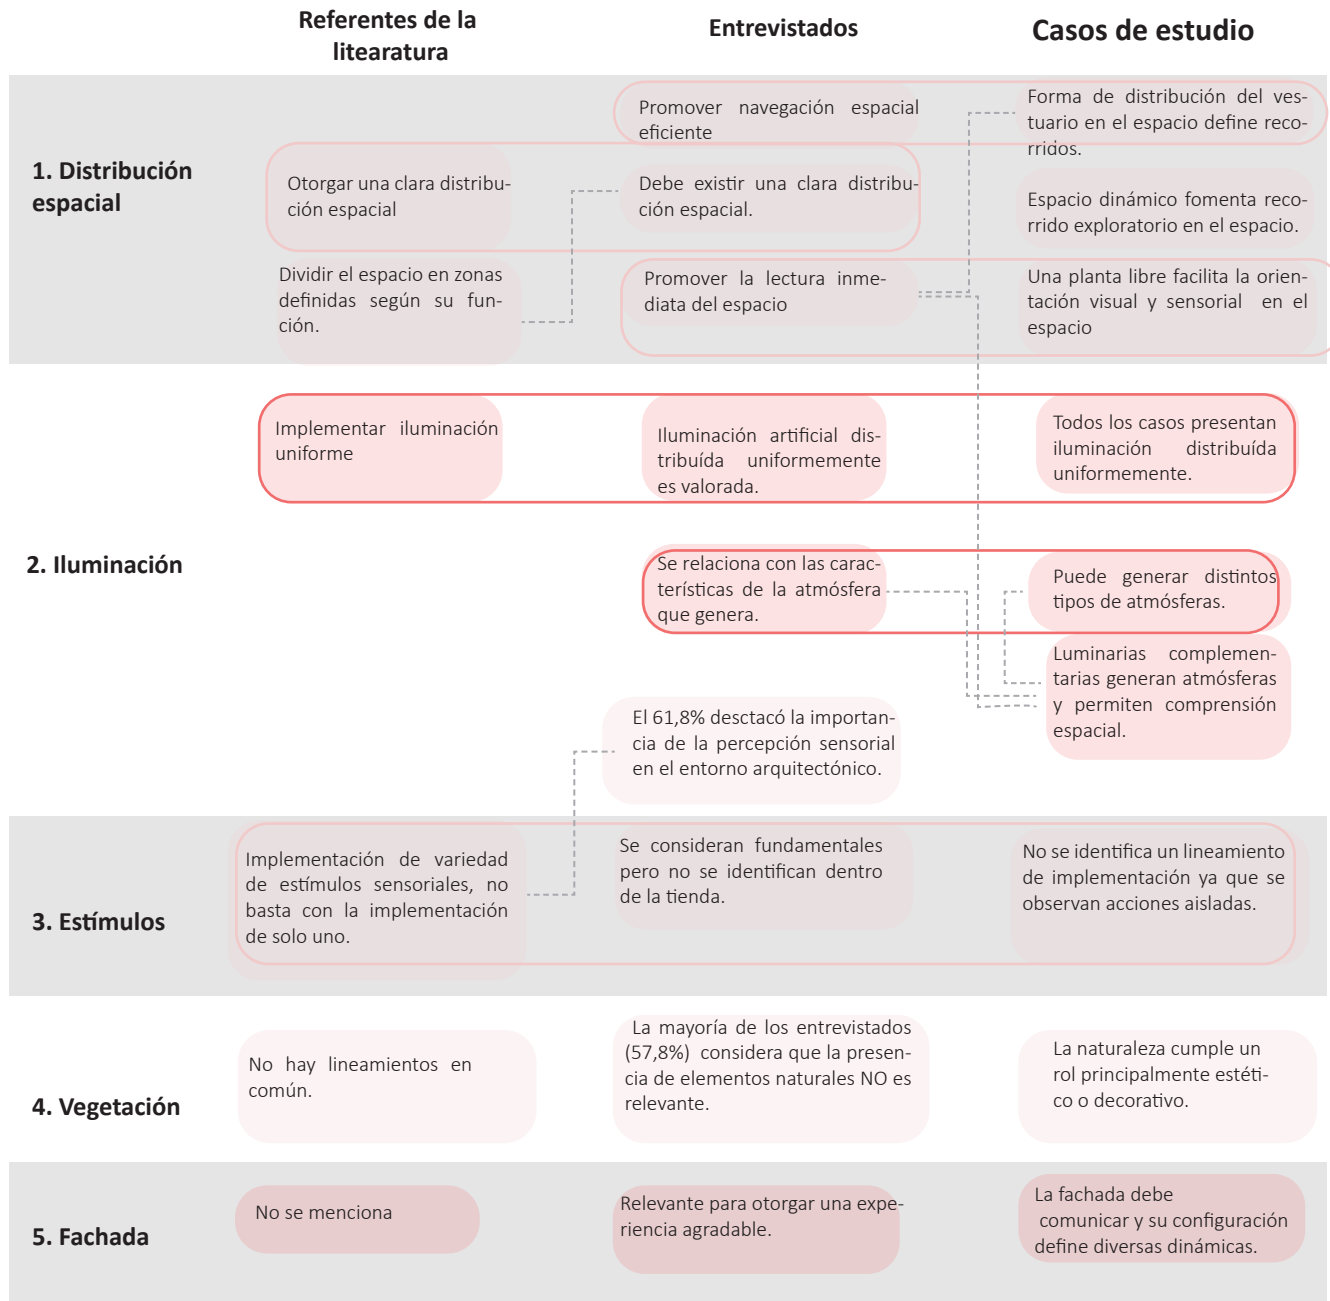 Referentes de la
litearatura
Entrevistados
Casos de estudio
1. Distribución
espacial
Otorgar una clara distribu-
ción espacial
Dividir el espacio en zonas
definidas según su fun-
ción.
Promover navegación espacial
eficiente
Debe existir una clara distribu-
ción espacial.
Promover la lectura inme-
diata del espacio
Forma de distribución del ves-
tuario en el espacio define reco-
rridos.
Espacio dinámico fomenta reco-
rrido exploratorio en el espacio.
Una planta libre facilita la orien-
tación visual y sensorial en el
espacio
2. Iluminación
Implementar iluminación
uniforme
Iluminación artificial dis-
tribuída uniformemente
es valorada.
Todos los casos presentan
iluminación distribuída
uniformemente.
Se relaciona con las carac-
terísticas de la atmósfera
que genera.
Puede generar distintos
tipos de atmósferas.
Luminarias complemen-
tarias generan atmósferas
y permiten comprensión
espacial.
El 61,8% desctacó la importan-
cia de la percepción sensorial
en el entorno arquitectónico.
3. Estímulos
Implementación de variedad
de estímulos sensoriales, no
basta con la implementación
de solo uno.
Se consideran fundamentales
pero no se identifican dentro
de la tienda.
No se identifica un lineamiento
de implementación ya que se
observan acciones aisladas.
4. Vegetación
No hay lineamientos en
común.
La mayoría de los entrevistados
(57,8%) considera que la presen-
cia de elementos naturales NO es
relevante.
La naturaleza cumple un
rol principalmente estéti-
co o decorativo.
5. Fachada
No se menciona
Relevante para otorgar una expe-
riencia agradable.
La fachada debe
comunicar y su configuración
define diversas dinámicas.